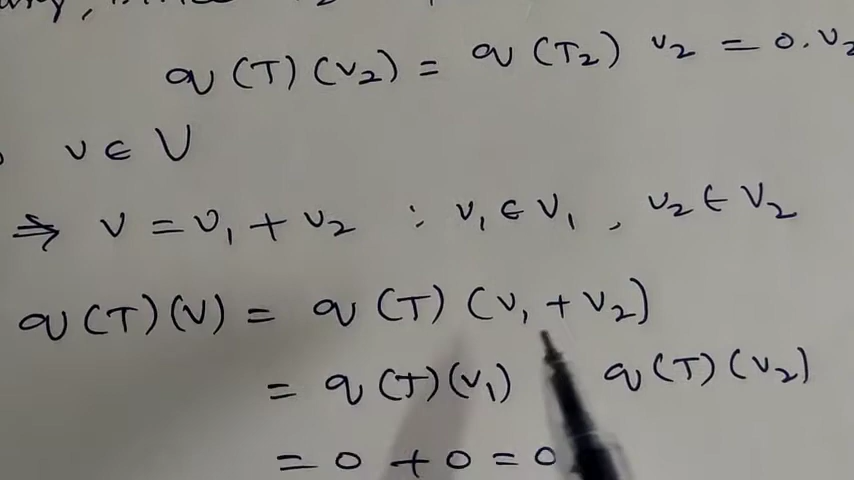 q(T)(v₂) = q(T₂) v₂ = 0.v₂
v ∈ V
⇒ v = v₁ + v₂ : v₁ ∈ V₁ , v₂ ∈ V₂
q(T)(v) = q(T)(v₁ + v₂)
= q(T)(v₁) q(T)(v₂)
= 0 + 0 = 0